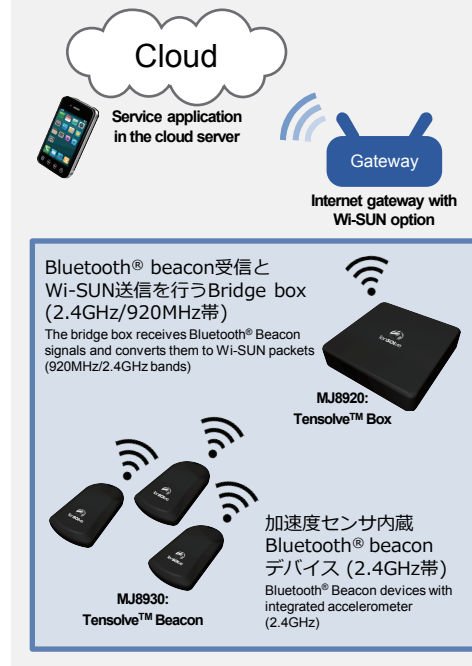 Cloud
Service application
in the cloud server
Gateway
Internet gateway with
Wi-SUN option
Bluetooth® beacon受信と
Wi-SUN送信を行うBridge box
(2.4GHz/920MHz帯)
The bridge box receives Bluetooth® Beacon
signals and converts them to Wi-SUN packets
(920MHz/2.4GHz bands)
MJ8920:
Tensolve™ Box
加速度センサ内蔵
Bluetooth® beacon
デバイス (2.4GHz帯)
Bluetooth® Beacon devices with
integrated accelerometer
(2.4GHz)
MJ8930:
Tensolve™ Beacon